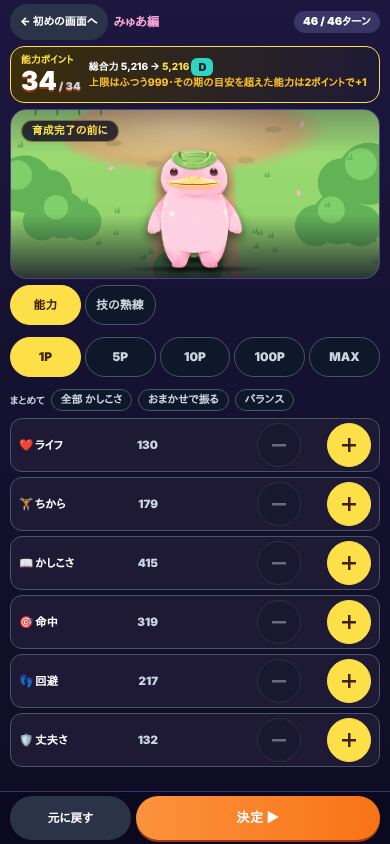 ← 初めの画面へ みゅあ編 46 / 46ターン
能力ポイント
34 / 34
総合力 5,216 → 5,216 D
上限はふつう999・その期の目安を超えた能力は2ポイントで+1
育成完了の前に
能力 技の熟練
1P 5P 10P 100P MAX
まとめて 全部 かしこさ おまかせで振る バランス
ライフ 130 − +
ちから 179 − +
かしこさ 415 − +
命中 319 − +
回避 217 − +
丈夫さ 132 − +
元に戻す 決定 ▶